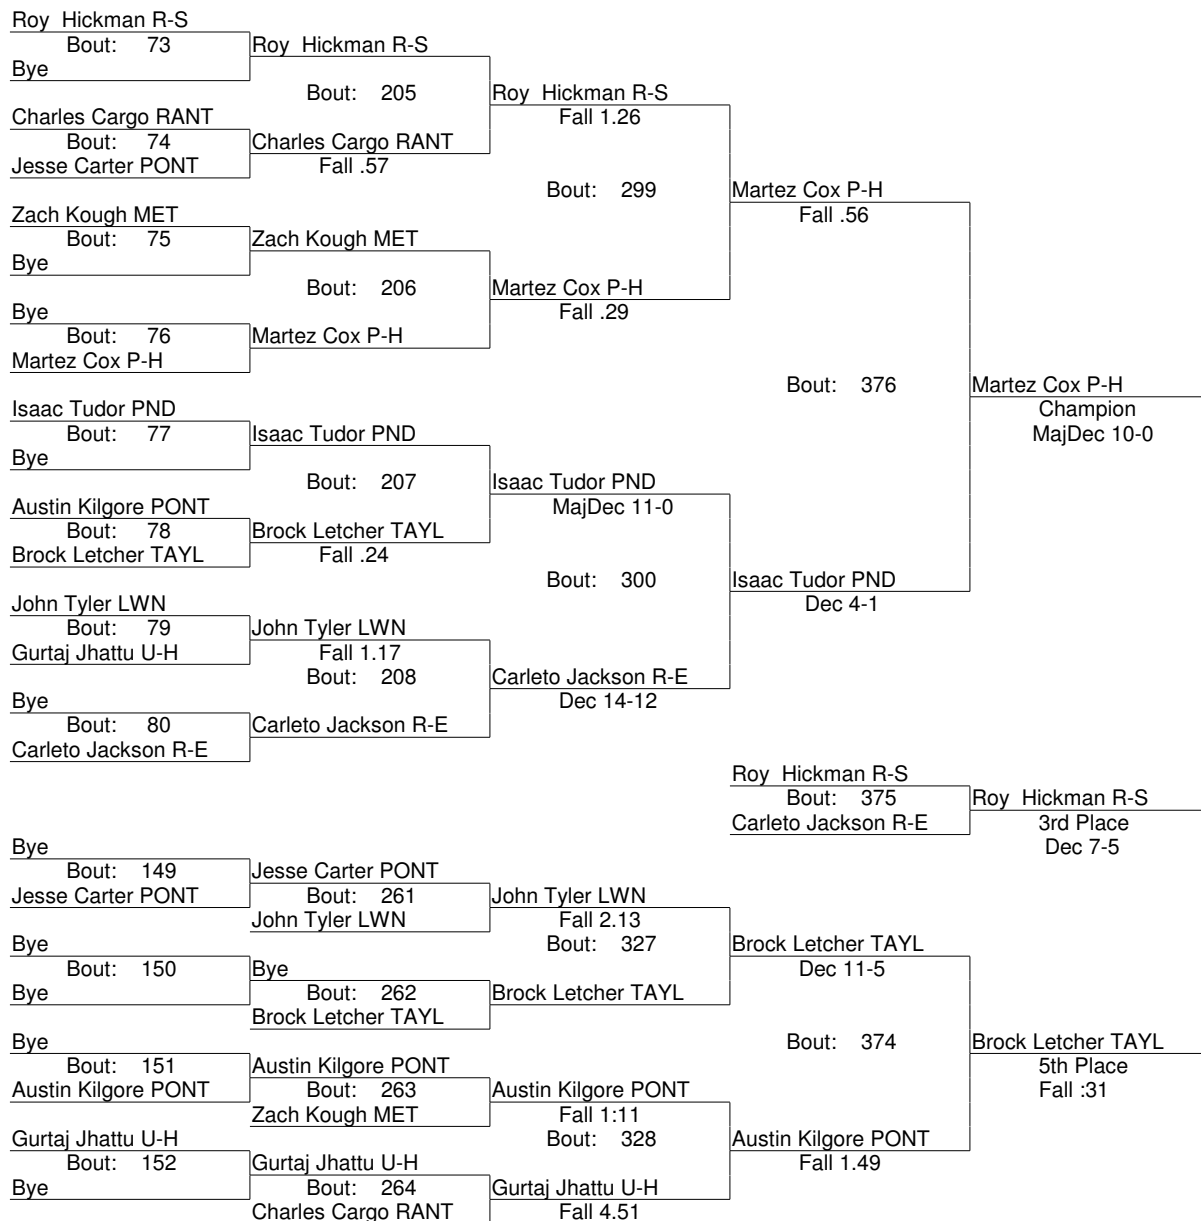 Roy  Hickman R-S
Bout: 73
Roy  Hickman R-S
Bye
Bout: 205
Roy  Hickman R-S
Charles Cargo RANT
Fall 1.26
Bout: 74
Charles Cargo RANT
Jesse Carter PONT
Fall .57
Bout: 299
Martez Cox P-H
Zach Kough MET
Fall .56
Bout: 75
Zach Kough MET
Bye
Bout: 206
Martez Cox P-H
Bye
Fall .29
Bout: 76
Martez Cox P-H
Martez Cox P-H
Bout: 376
Martez Cox P-H
Isaac Tudor PND
Champion
Bout: 77
Isaac Tudor PND
MajDec 10-0
Bye
Bout: 207
Isaac Tudor PND
Austin Kilgore PONT
MajDec 11-0
Bout: 78
Brock Letcher TAYL
Brock Letcher TAYL
Fall .24
Bout: 300
Isaac Tudor PND
John Tyler LWN
Dec 4-1
Bout: 79
John Tyler LWN
Gurtaj Jhattu U-H
Fall 1.17
Bout: 208
Carleto Jackson R-E
Bye
Dec 14-12
Bout: 80
Carleto Jackson R-E
Carleto Jackson R-E
Roy  Hickman R-S
Bout: 375
Roy  Hickman R-S
Carleto Jackson R-E
3rd Place
Dec 7-5
Bye
Bout: 149
Jesse Carter PONT
Jesse Carter PONT
Bout: 261
John Tyler LWN
John Tyler LWN
Fall 2.13
Bye
Bout: 327
Brock Letcher TAYL
Bout: 150
Bye
Dec 11-5
Bye
Bout: 262
Brock Letcher TAYL
Brock Letcher TAYL
Bye
Bout: 374
Brock Letcher TAYL
Bout: 151
Austin Kilgore PONT
5th Place
Austin Kilgore PONT
Bout: 263
Austin Kilgore PONT
Fall :31
Zach Kough MET
Fall 1:11
Gurtaj Jhattu U-H
Bout: 328
Austin Kilgore PONT
Bout: 152
Gurtaj Jhattu U-H
Fall 1.49
Bye
Bout: 264
Gurtaj Jhattu U-H
Charles Cargo RANT
Fall 4.51